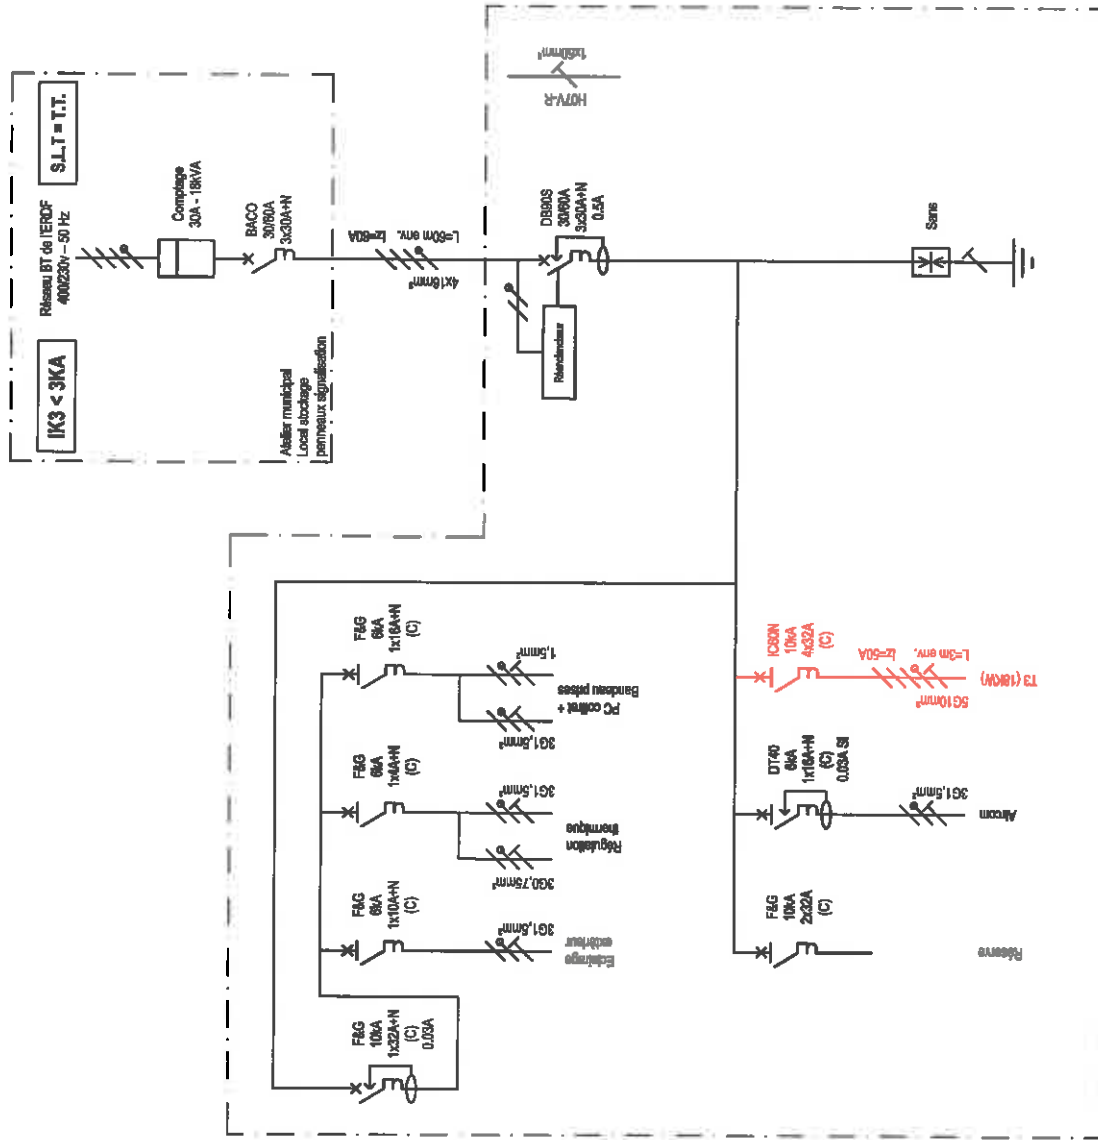 S.L.T = T.T.
Réseau BT de l'ERDF
400/230v – 50 Hz
IK3 < 3KA
Comptage
30A - 18kVA
BACO
30/60A
3x30A+N
Atelier municipal
Local stockage
panneaux signalisation
L=60m env. Iz=80A
4x16mm²
1x50mm²
H07V-R
DB90S
30/60A
3x30A+N
0.5A
Réenclencheur
Sans
F&G
6kA
1x16A+N
(C)
1,5mm²
3G1,5mm²
PC coffret +
Bandeau prises
F&G
6kA
1x4A+N
(C)
3G1,5mm²
3G0,75mm²
Régulation
thermique
F&G
6kA
1x10A+N
(C)
3G1,5mm²
Eclairage
extérieur
F&G
10kA
1x32A+N
(C)
0.03A
IC60N
10kA
4x32A
(C)
L=3m env. Iz=50A
5G10mm²
T3 (18KW)
DT40
6kA
1x16A+N
(C)
0.03A SI
3G1,5mm²
Aircom
F&G
10kA
2x32A
(C)
Réserve